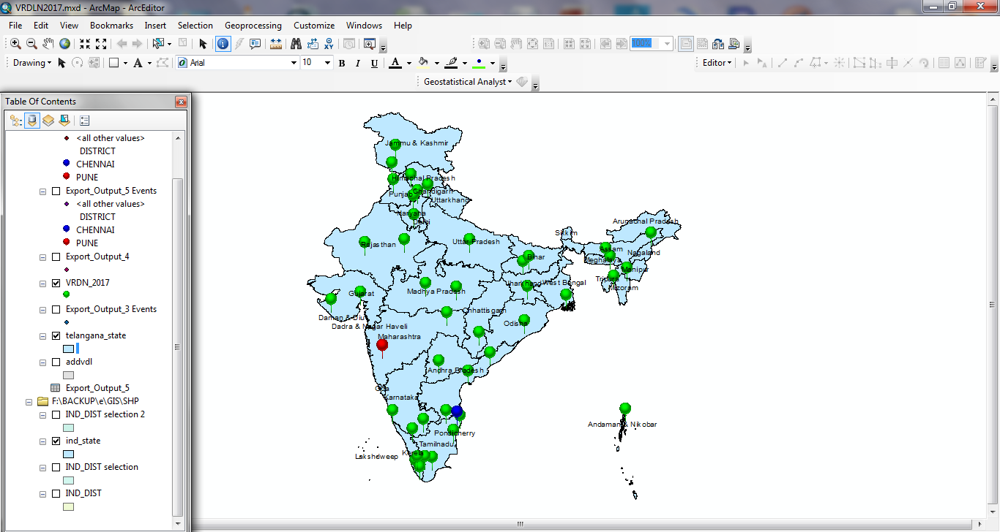 VRDLN2017.mxd - ArcMap - ArcEditor
File Edit View Bookmarks Insert Selection Geoprocessing Customize Windows Help
100%
Drawing Arial 10 B I U A Editor
Geostatistical Analyst
Table Of Contents
<all other values>
DISTRICT
CHENNAI
PUNE
Export_Output_5 Events
<all other values>
DISTRICT
CHENNAI
PUNE
Export_Output_4
VRDN_2017
Export_Output_3 Events
telangana_state
addvdl
Export_Output_5
F:\BACKUP\e\GIS\SHP
IND_DIST selection 2
ind_state
IND_DIST selection
IND_DIST
Jammu & Kashmir
Himachal Pradesh
Chandigarh
Punjab
Uttarkhand
Haryana
Delhi
Arunachal Pradesh
Sikkim
Rajasthan
Uttar Pradesh
Assam
Nagaland
Bihar
Meghalaya
Manipur
Tripura
Jharkhand
West Bengal
Mizoram
Gujarat
Madhya Pradesh
Chhattisgarh
Daman & Diu
Odisha
Dadra & Nagar Haveli
Maharashtra
Andhra Pradesh
Goa
Karnataka
Andaman & Nikobar
Pondicherry
Tamilnadu
Kerela
Lakshdweep